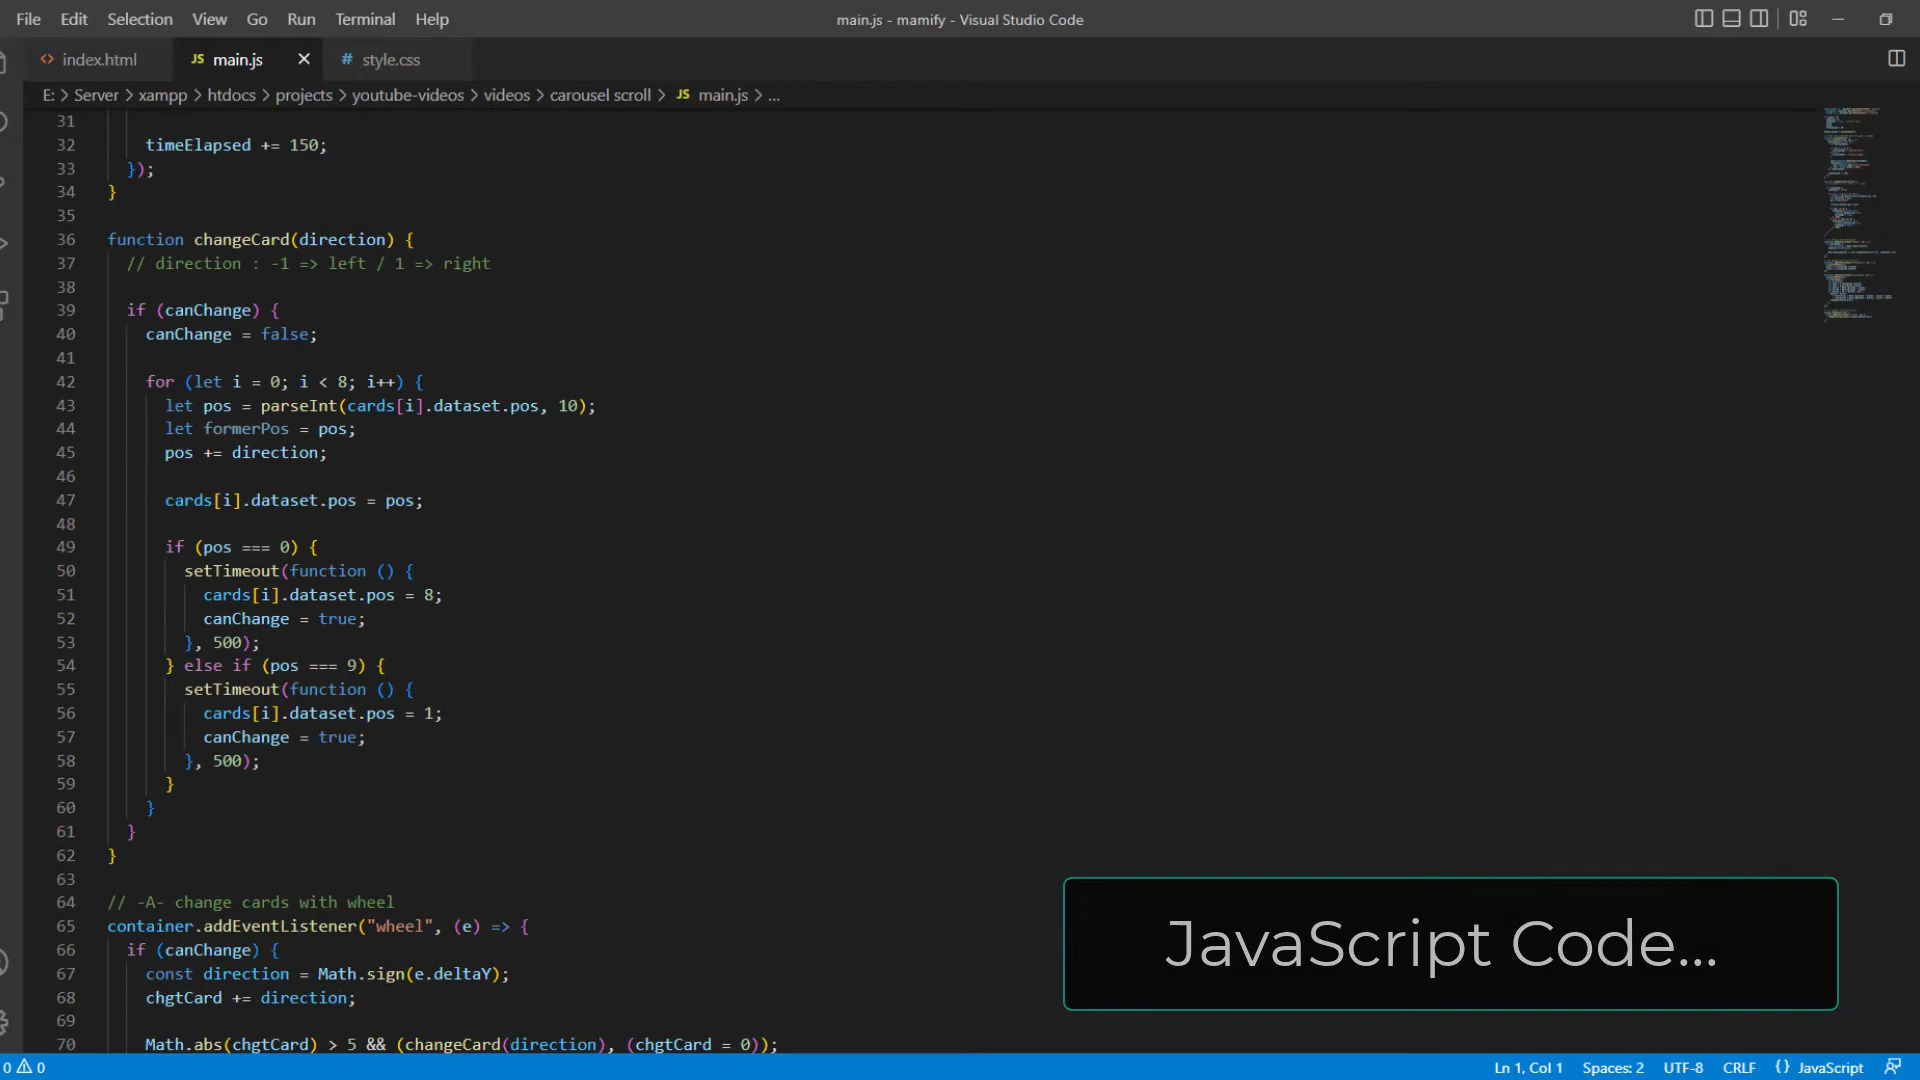 File Edit Selection View Go Run Terminal Help main.js - mamify - Visual Studio Code
<> index.html JS main.js × # style.css
E: > Server > xampp > htdocs > projects > youtube-videos > videos > carousel scroll > JS main.js > ...
31
32 timeElapsed += 150;
33 });
34 }
35
36 function changeCard(direction) {
37 // direction : -1 => left / 1 => right
38
39 if (canChange) {
40 canChange = false;
41
42 for (let i = 0; i < 8; i++) {
43 let pos = parseInt(cards[i].dataset.pos, 10);
44 let formerPos = pos;
45 pos += direction;
46
47 cards[i].dataset.pos = pos;
48
49 if (pos === 0) {
50 setTimeout(function () {
51 cards[i].dataset.pos = 8;
52 canChange = true;
53 }, 500);
54 } else if (pos === 9) {
55 setTimeout(function () {
56 cards[i].dataset.pos = 1;
57 canChange = true;
58 }, 500);
59 }
60 }
61 }
62 }
63
64 // -A- change cards with wheel
65 container.addEventListener("wheel", (e) => {
66 if (canChange) {
67 const direction = Math.sign(e.deltaY);
68 chgtCard += direction;
69
70 Math.abs(chgtCard) > 5 && (changeCard(direction), (chgtCard = 0));
JavaScript Code...
0 0 Ln 1, Col 1 Spaces: 2 UTF-8 CRLF {} JavaScript